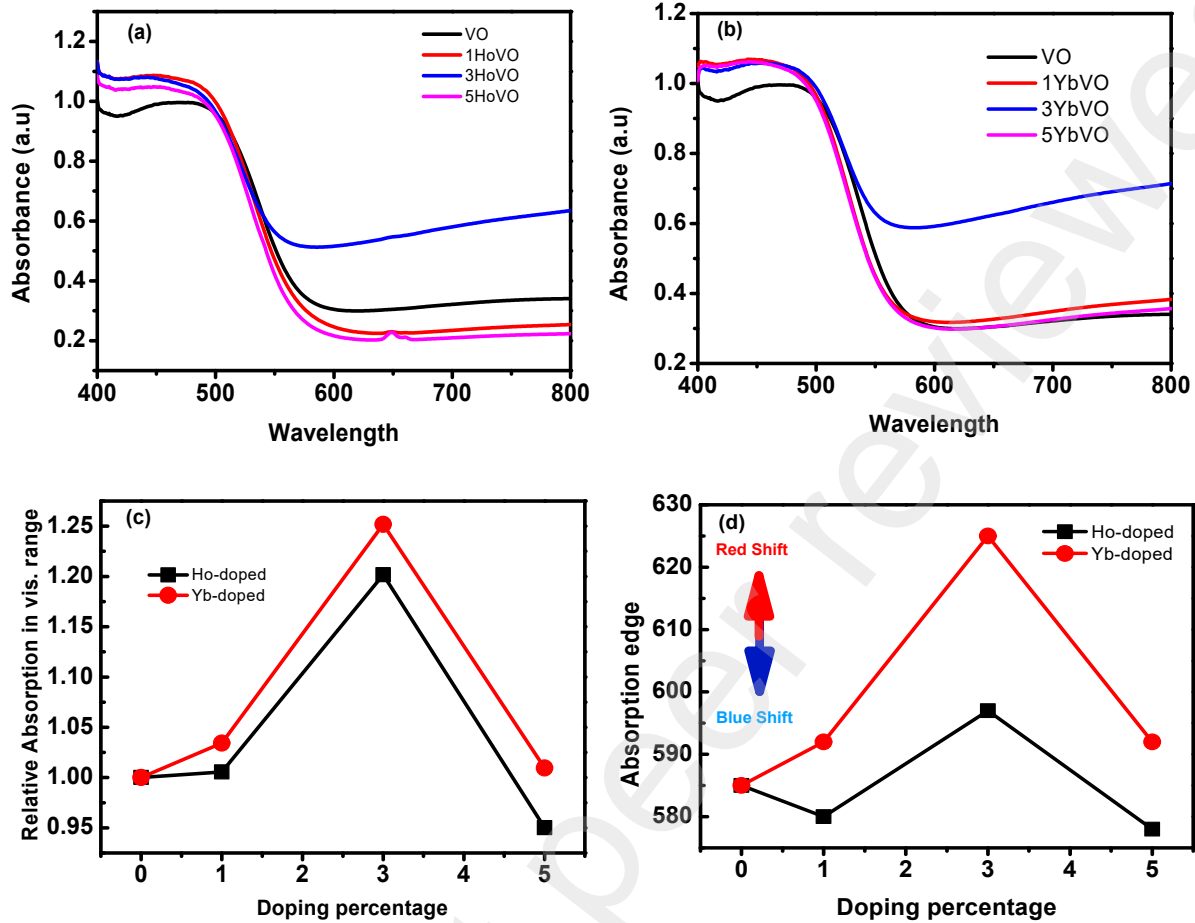 (a)
VO
1HoVO
3HoVO
5HoVO
Absorbance (a.u)
1.2
1.0
0.8
0.6
0.4
0.2
400 500 600 700 800
Wavelength
(b)
VO
1YbVO
3YbVO
5YbVO
Absorbance (a.u)
1.2
1.0
0.8
0.6
0.4
0.2
400 500 600 700 800
Wavelength
(c)
Ho-doped
Yb-doped
Relative Absorption in vis. range
1.25
1.20
1.15
1.10
1.05
1.00
0.95
0 1 2 3 4 5
Doping percentage
(d)
Ho-doped
Yb-doped
Red Shift
Blue Shift
Absorption edge
630
620
610
600
590
580
0 1 2 3 4 5
Doping percentage
peer reviewe